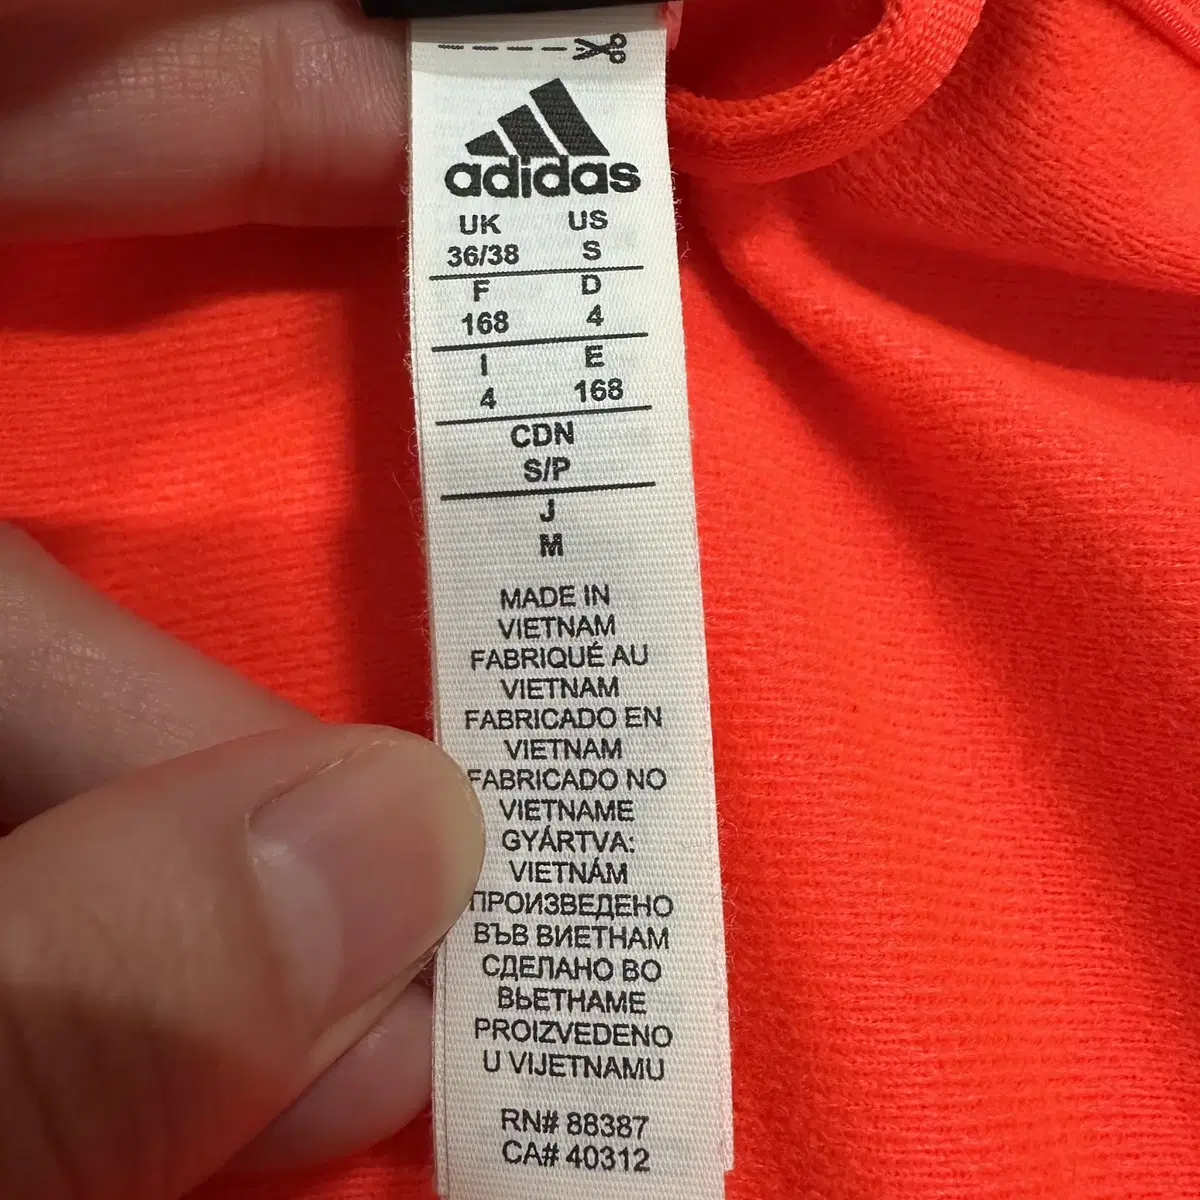 adidas
UK US
36/38 S
F D
168 4
I E
4 168
CDN
S/P
J
M
MADE IN
VIETNAM
FABRIQUÉ AU
VIETNAM
FABRICADO EN
VIETNAM
FABRICADO NO
VIETNAME
GYÁRTVA:
VIETNÁM
ПРОИЗВЕДЕНО
ВЪВ ВИЕТНАМ
СДЕЛАНО ВО
ВЬЕТНАМЕ
PROIZVEDENO
U VIJETNAMU
RN# 88387
CA# 40312